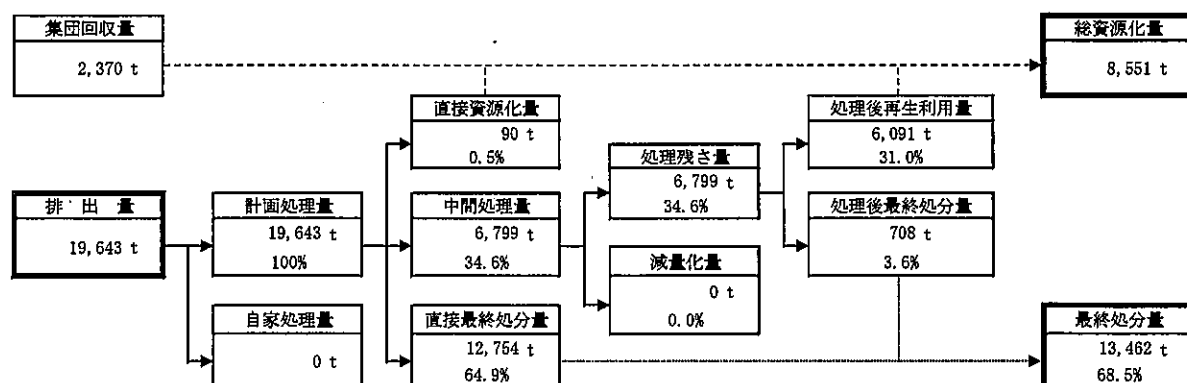 集団回収量
2,370 t
総資源化量
8,551 t
直接資源化量
90 t
0.5%
処理後再生利用量
6,091 t
31.0%
処理残さ量
6,799 t
34.6%
排出量
19,643 t
計画処理量
19,643 t
100%
中間処理量
6,799 t
34.6%
処理後最終処分量
708 t
3.6%
減量化量
0 t
0.0%
自家処理量
0 t
直接最終処分量
12,754 t
64.9%
最終処分量
13,462 t
68.5%